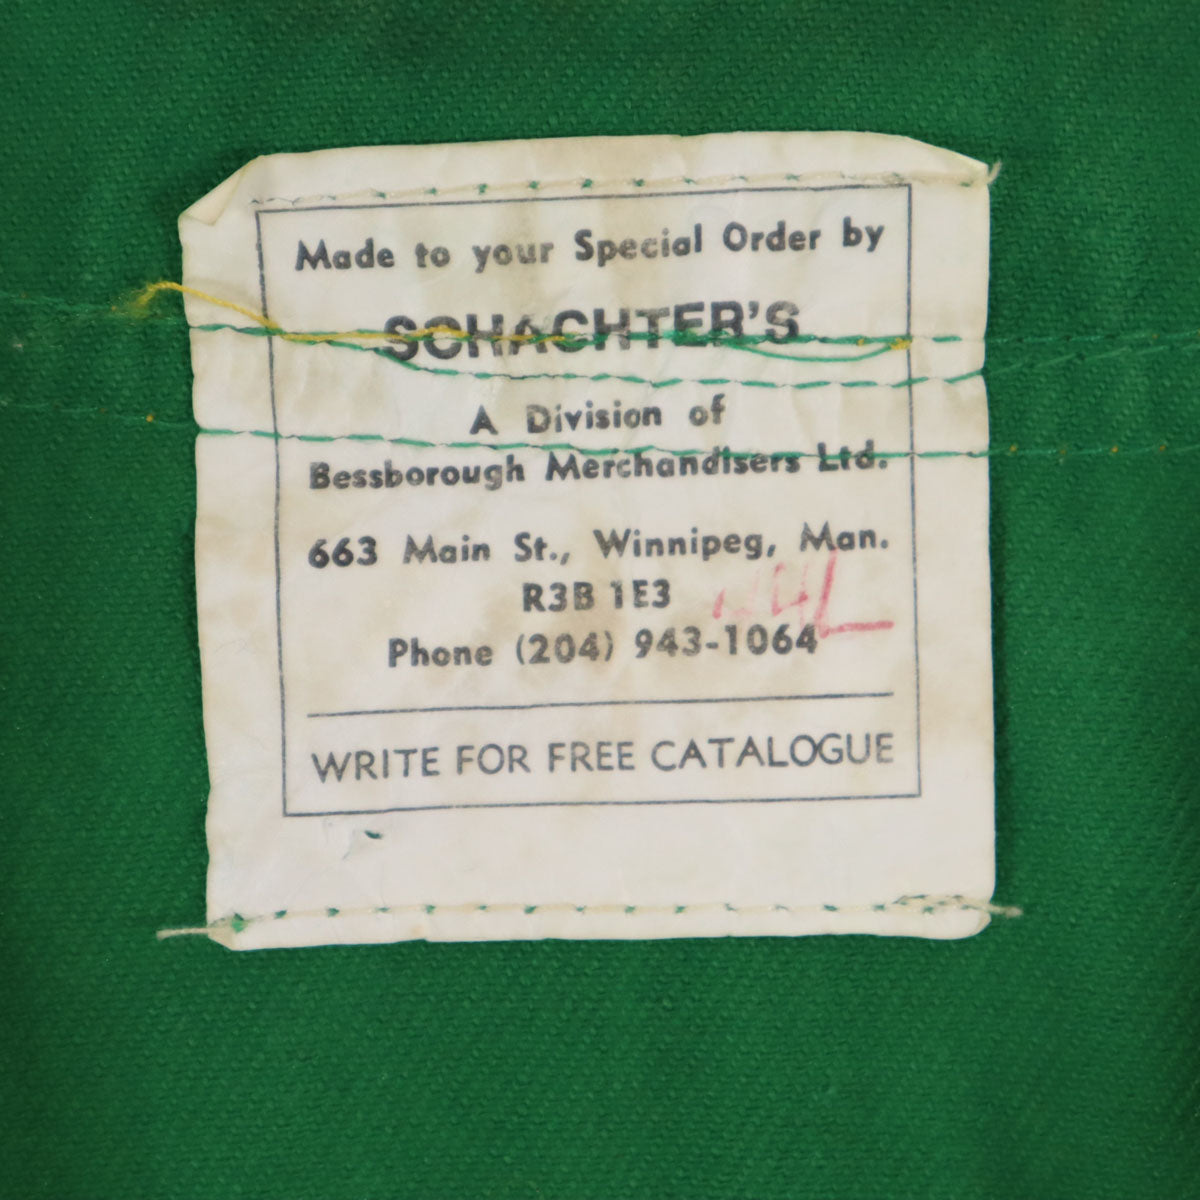 Made to your Special Order by
SCHACHTER'S
A Division of
Bessborough Merchandisers Ltd.
663 Main St., Winnipeg, Man.
R3B 1E3
44L
Phone (204) 943-1064
WRITE FOR FREE CATALOGUE